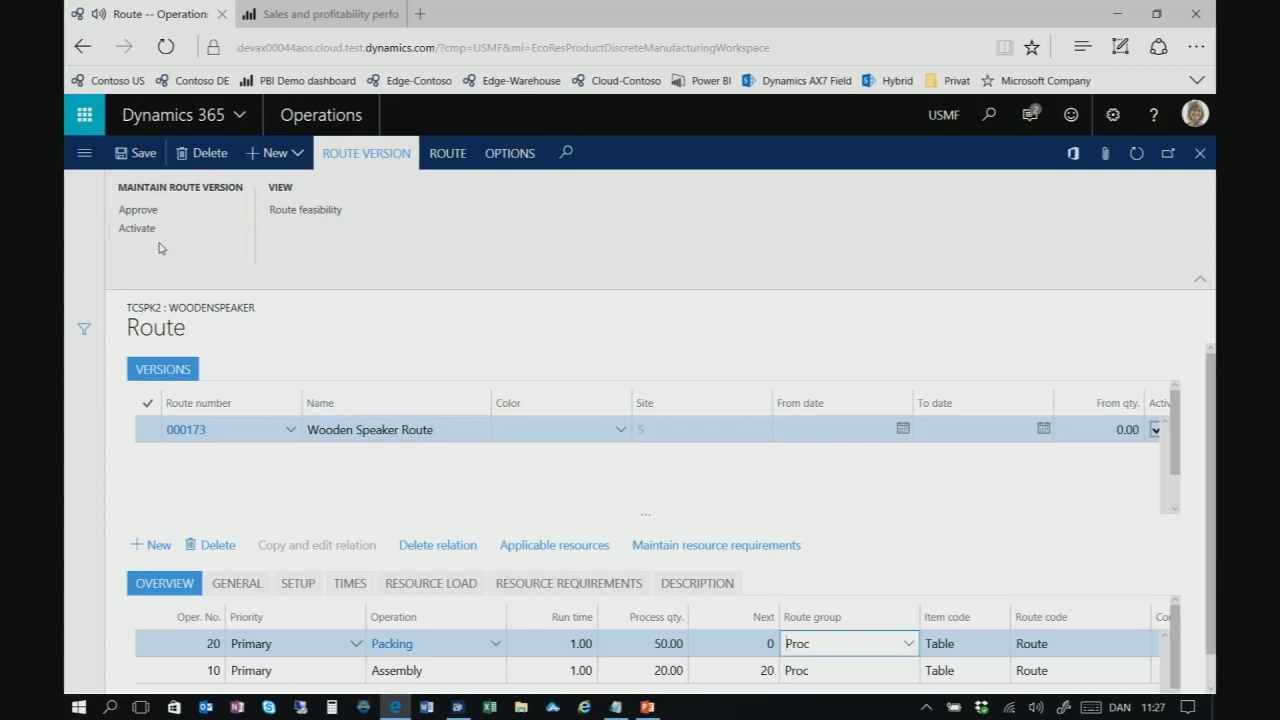 Route -- Operation:
Sales and profitability perfo
devax00044aos.cloud.test.dynamics.com/?cmp=USMF&mi=EcoResProductDiscreteManufacturingWorkspace
Contoso US Contoso DE PBI Demo dashboard Edge-Contoso Edge-Warehouse Cloud-Contoso Power BI Dynamics AX7 Field Hybrid Privat Microsoft Company
Dynamics 365 Operations USMF 2 ?
Save Delete + New ROUTE VERSION ROUTE OPTIONS
MAINTAIN ROUTE VERSION VIEW
Approve Route feasibility
Activate
TCSPK2 : WOODENSPEAKER
Route
VERSIONS
Route number Name Color Site From date To date From qty. Activ
000173 Wooden Speaker Route 5 0.00
...
+ New Delete Copy and edit relation Delete relation Applicable resources Maintain resource requirements
OVERVIEW GENERAL SETUP TIMES RESOURCE LOAD RESOURCE REQUIREMENTS DESCRIPTION
Oper. No. Priority Operation Run time Process qty. Next Route group Item code Route code Co
20 Primary Packing 1.00 50.00 0 Proc Table Route
10 Primary Assembly 1.00 20.00 20 Proc Table Route
DAN 11:27